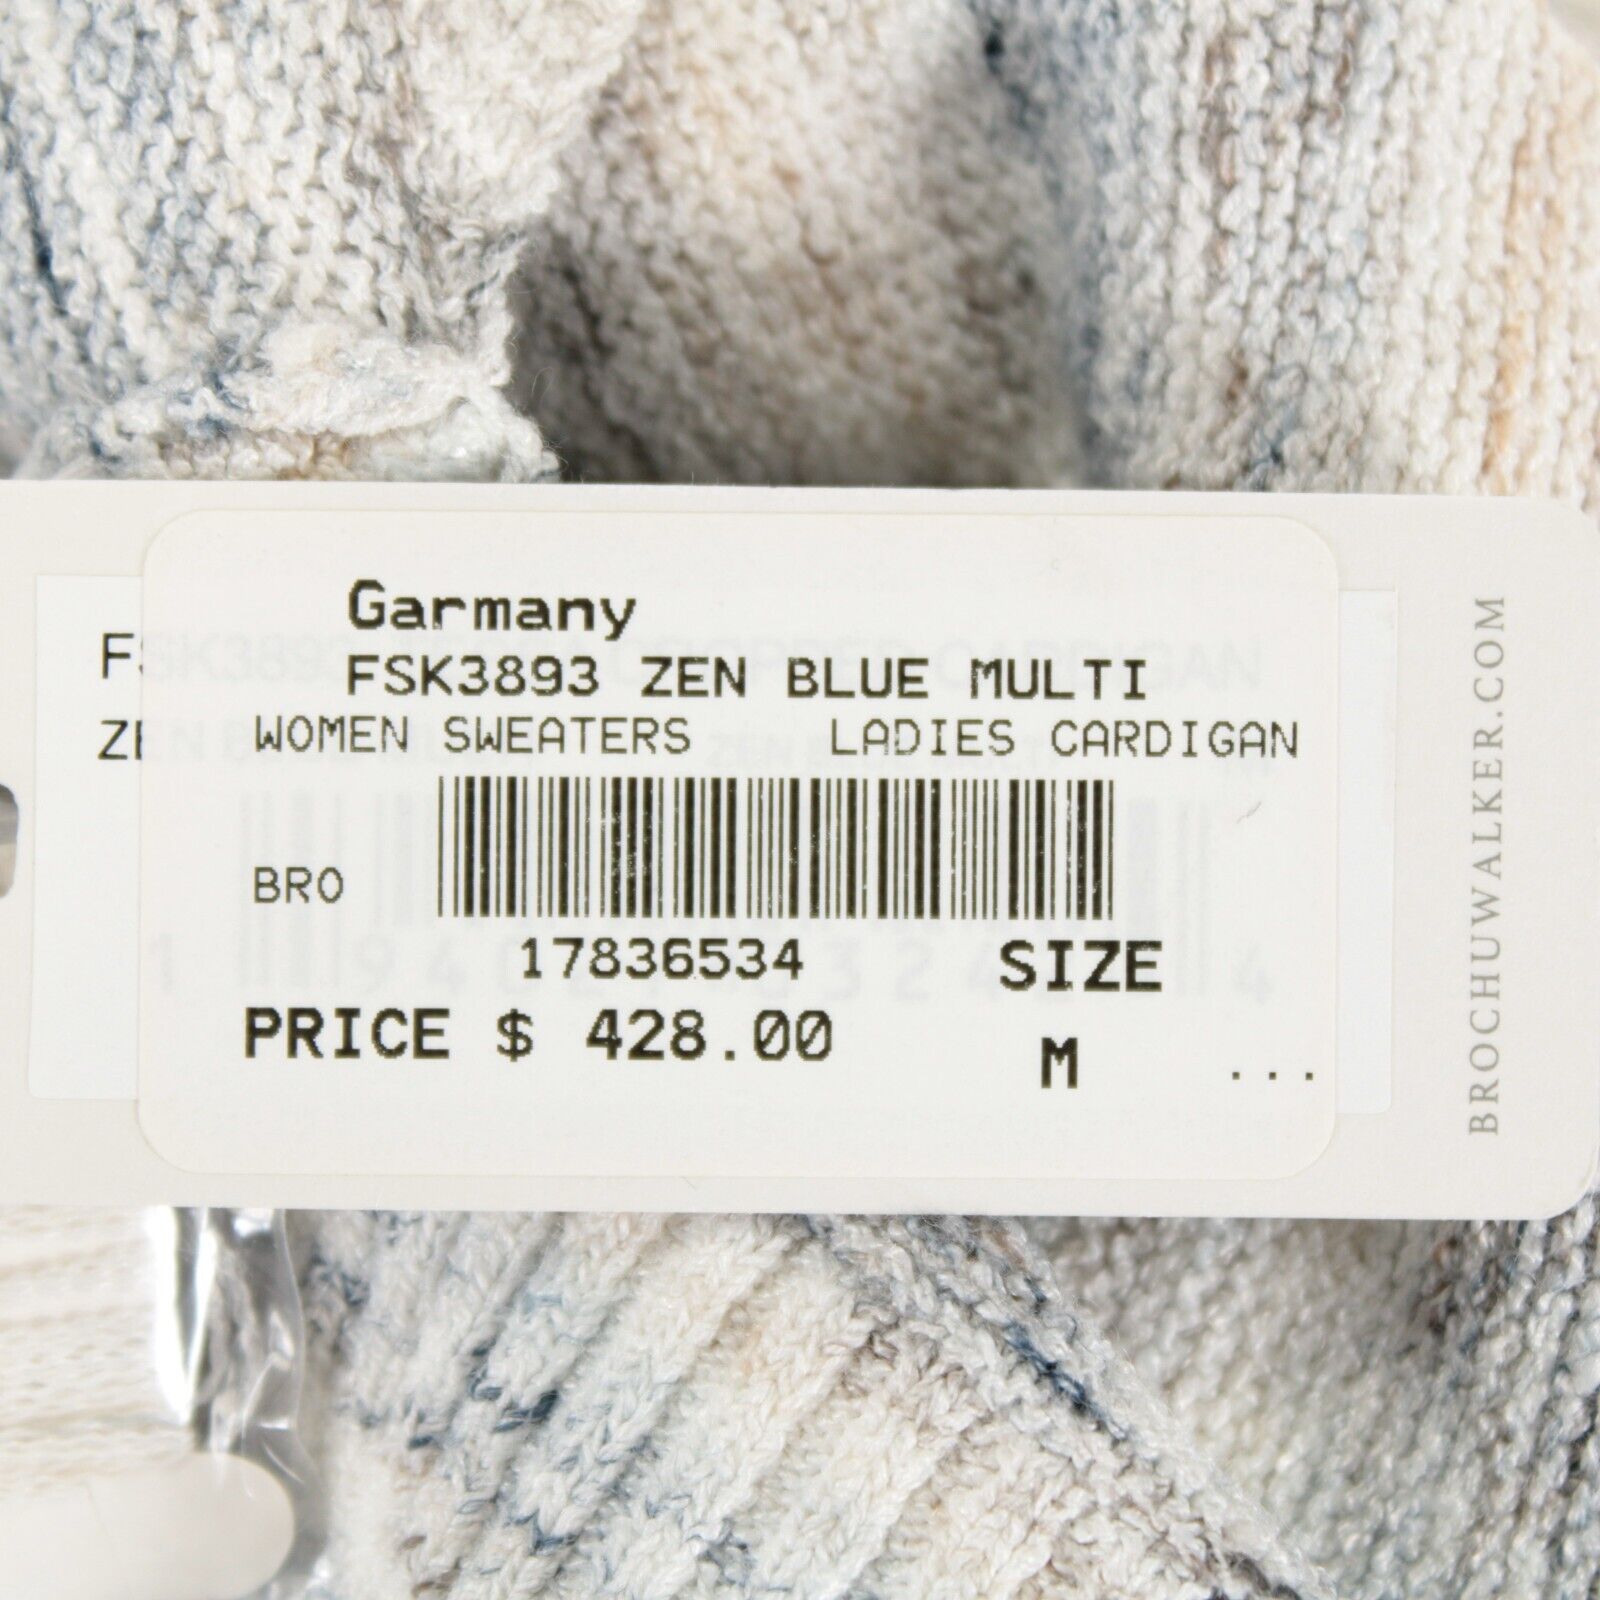 Garmany
FSK3893 ZEN BLUE MULTI
WOMEN SWEATERS LADIES CARDIGAN
BRO
17836534 SIZE
PRICE $ 428.00 M ...
BROCHUWALKER.COM